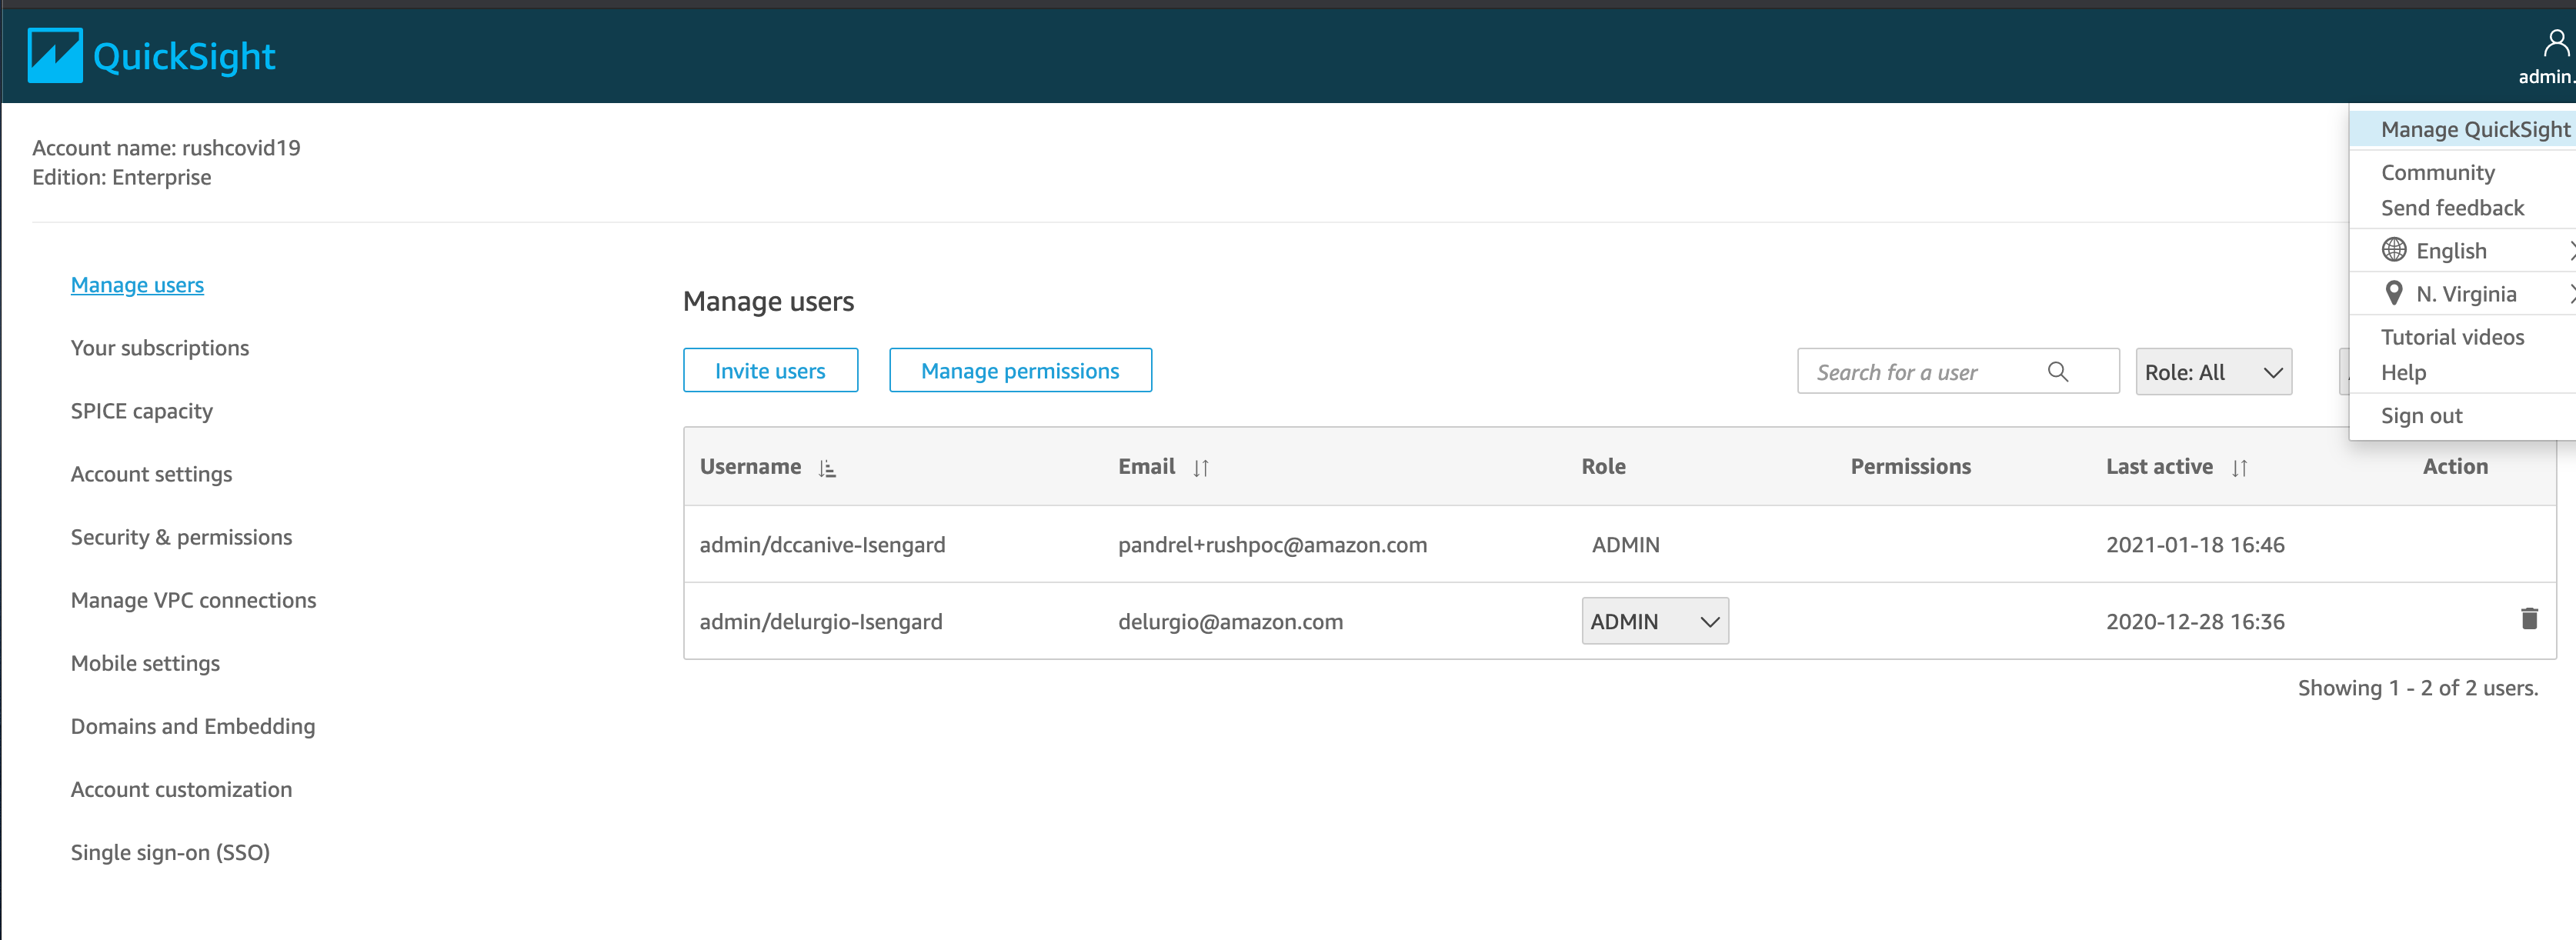 QuickSight
admin.
Account name: rushcovid19
Edition: Enterprise
Manage QuickSight
Community
Send feedback
English
N. Virginia
Tutorial videos
Help
Sign out
Manage users
Your subscriptions
SPICE capacity
Account settings
Security & permissions
Manage VPC connections
Mobile settings
Domains and Embedding
Account customization
Single sign-on (SSO)
Manage users
Invite users Manage permissions Search for a user Role: All
Username Email Role Permissions Last active Action
admin/dccanive-Isengard pandrel+rushpoc@amazon.com ADMIN 2021-01-18 16:46
admin/delurgio-Isengard delurgio@amazon.com ADMIN 2020-12-28 16:36
Showing 1 - 2 of 2 users.